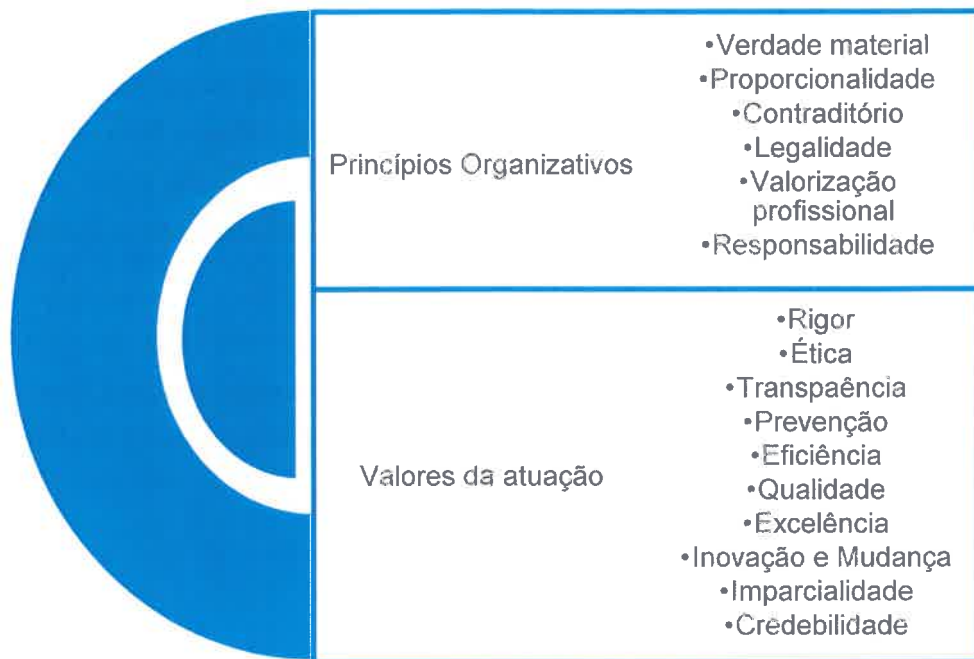 Princípios Organizativos
•Verdade material
•Proporcionalidade
•Contraditório
•Legalidade
•Valorização
profissional
•Responsabilidade
Valores da atuação
•Rigor
•Ética
•Transpaência
•Prevenção
•Eficiência
•Qualidade
•Excelência
•Inovação e Mudança
•Imparcialidade
•Credebilidade